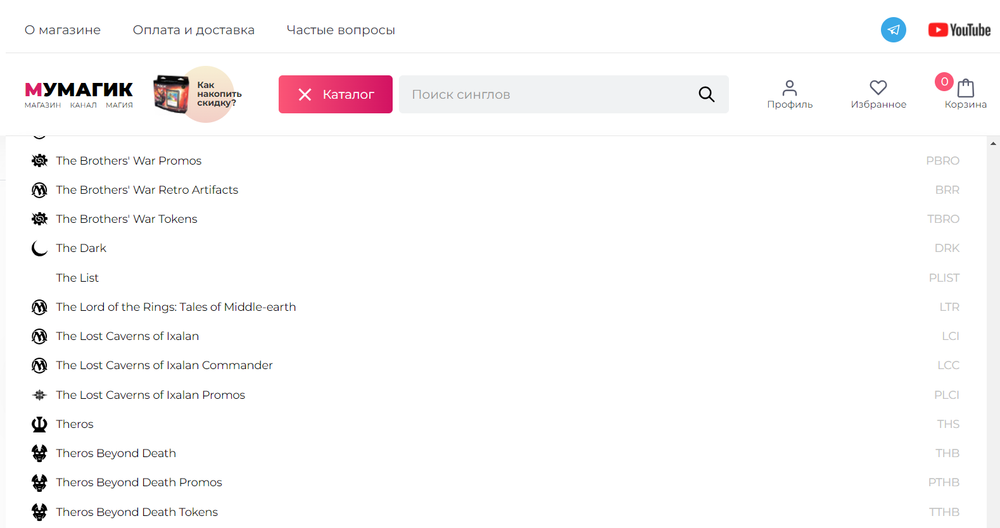 О магазине Оплата и доставка Частые вопросы YouTube
МУМАГИК
МАГАЗИН КАНАЛ МАГИЯ
Как
накопить
скидку?
Каталог
Поиск синглов
Профиль
Избранное
0
Корзина
The Brothers' War Promos PBRO
The Brothers' War Retro Artifacts BRR
The Brothers' War Tokens TBRO
The Dark DRK
The List PLIST
The Lord of the Rings: Tales of Middle-earth LTR
The Lost Caverns of Ixalan LCI
The Lost Caverns of Ixalan Commander LCC
The Lost Caverns of Ixalan Promos PLCI
Theros THS
Theros Beyond Death THB
Theros Beyond Death Promos PTHB
Theros Beyond Death Tokens TTHB